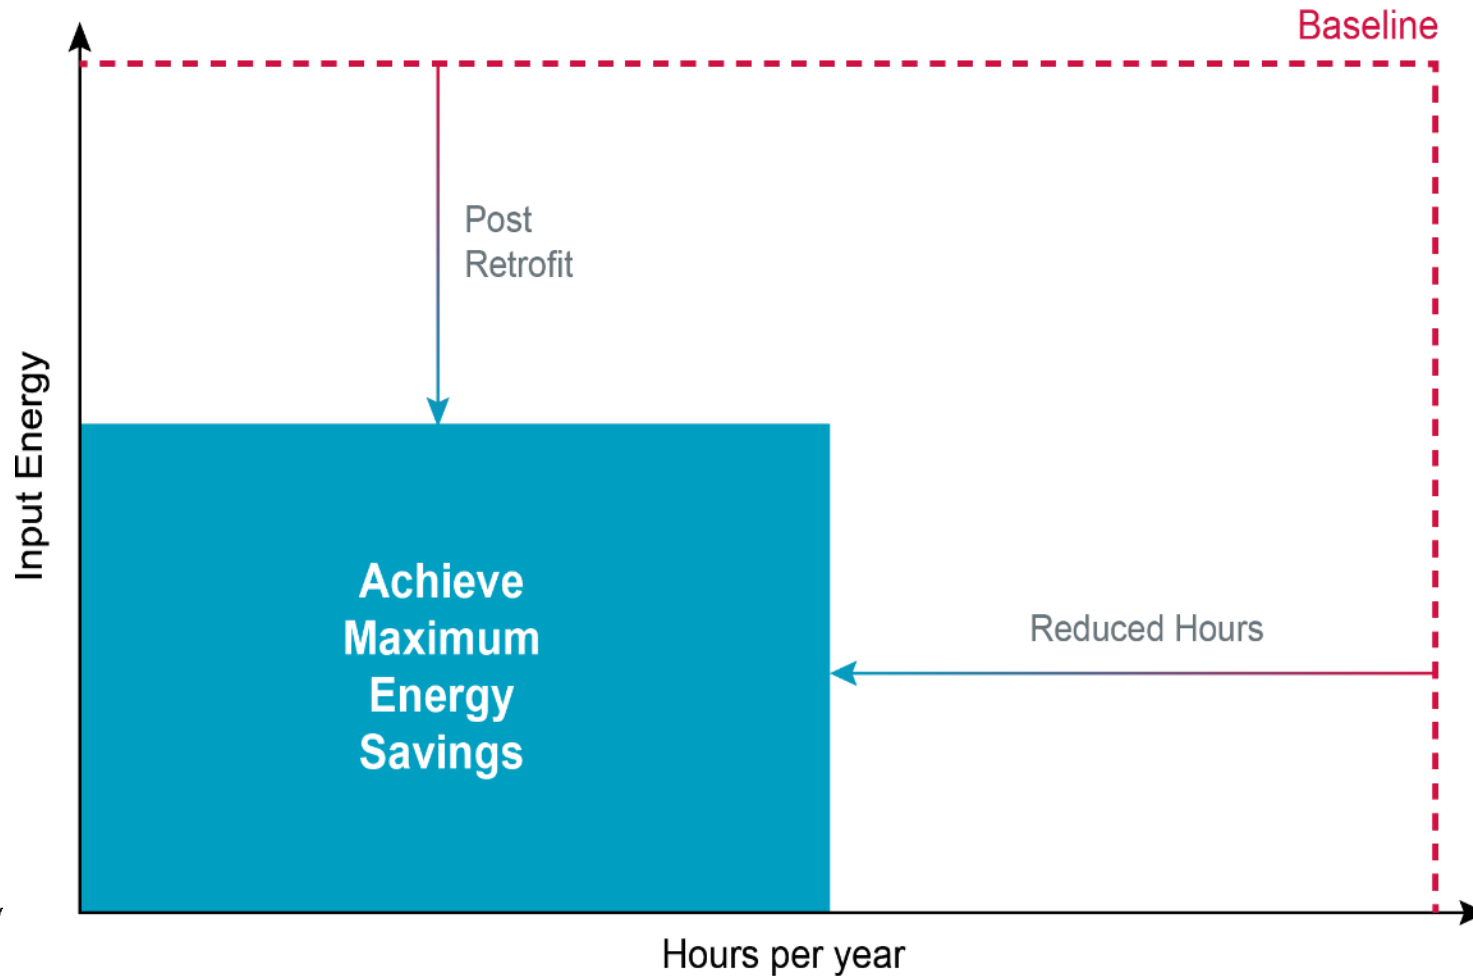 Baseline
Post
Retrofit
Input Energy
Achieve
Maximum
Energy
Savings
Reduced Hours
Hours per year